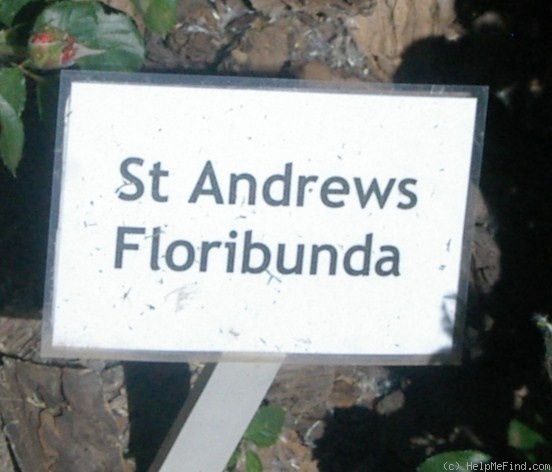 St Andrews
Floribunda
(c) HelpMeFind.com